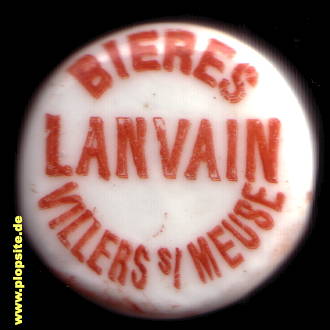 BIERES
LANVAIN
VILLERS s/ MEUSE
www.plopsite.de